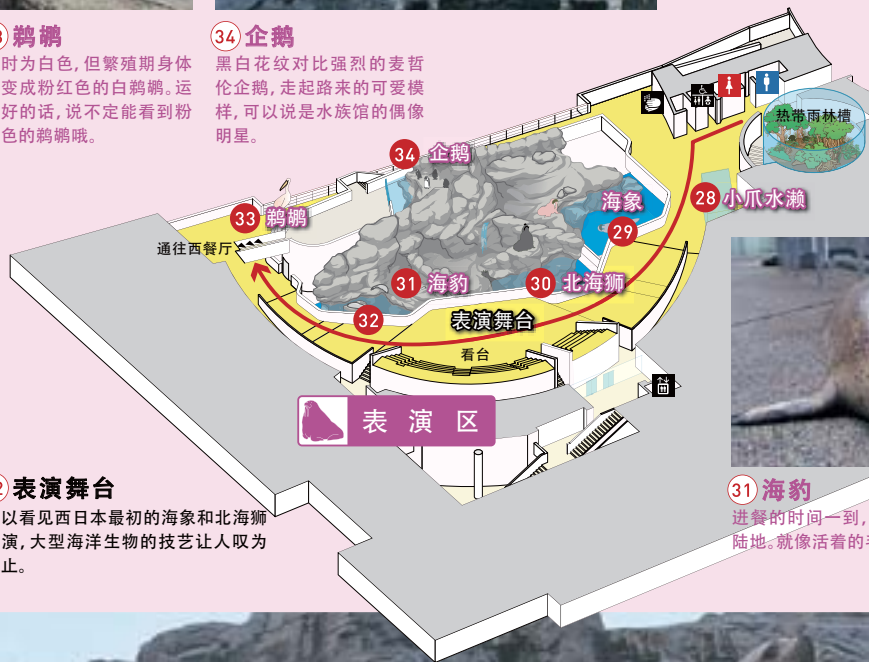 鹈鹕
时为白色，但繁殖期身体
变成粉红色的白鹈鹕。运
好的话，说不定能看到粉
色的鹈鹕哦。
34 企鹅
黑白花纹对比强烈的麦哲
伦企鹅，走起路来的可爱模
样，可以说是水族馆的偶像
明星。
热带雨林槽
34 企鹅
28 小爪水獭
海象
29
33 鹈鹕
通往西餐厅
31 海豹
30 北海狮
32
表演舞台
看台
表演区
表演舞台
以看见西日本最初的海象和北海狮
演，大型海洋生物的技艺让人叹为
止。
31 海豹
进餐的时间一到，
陆地。就像活着的